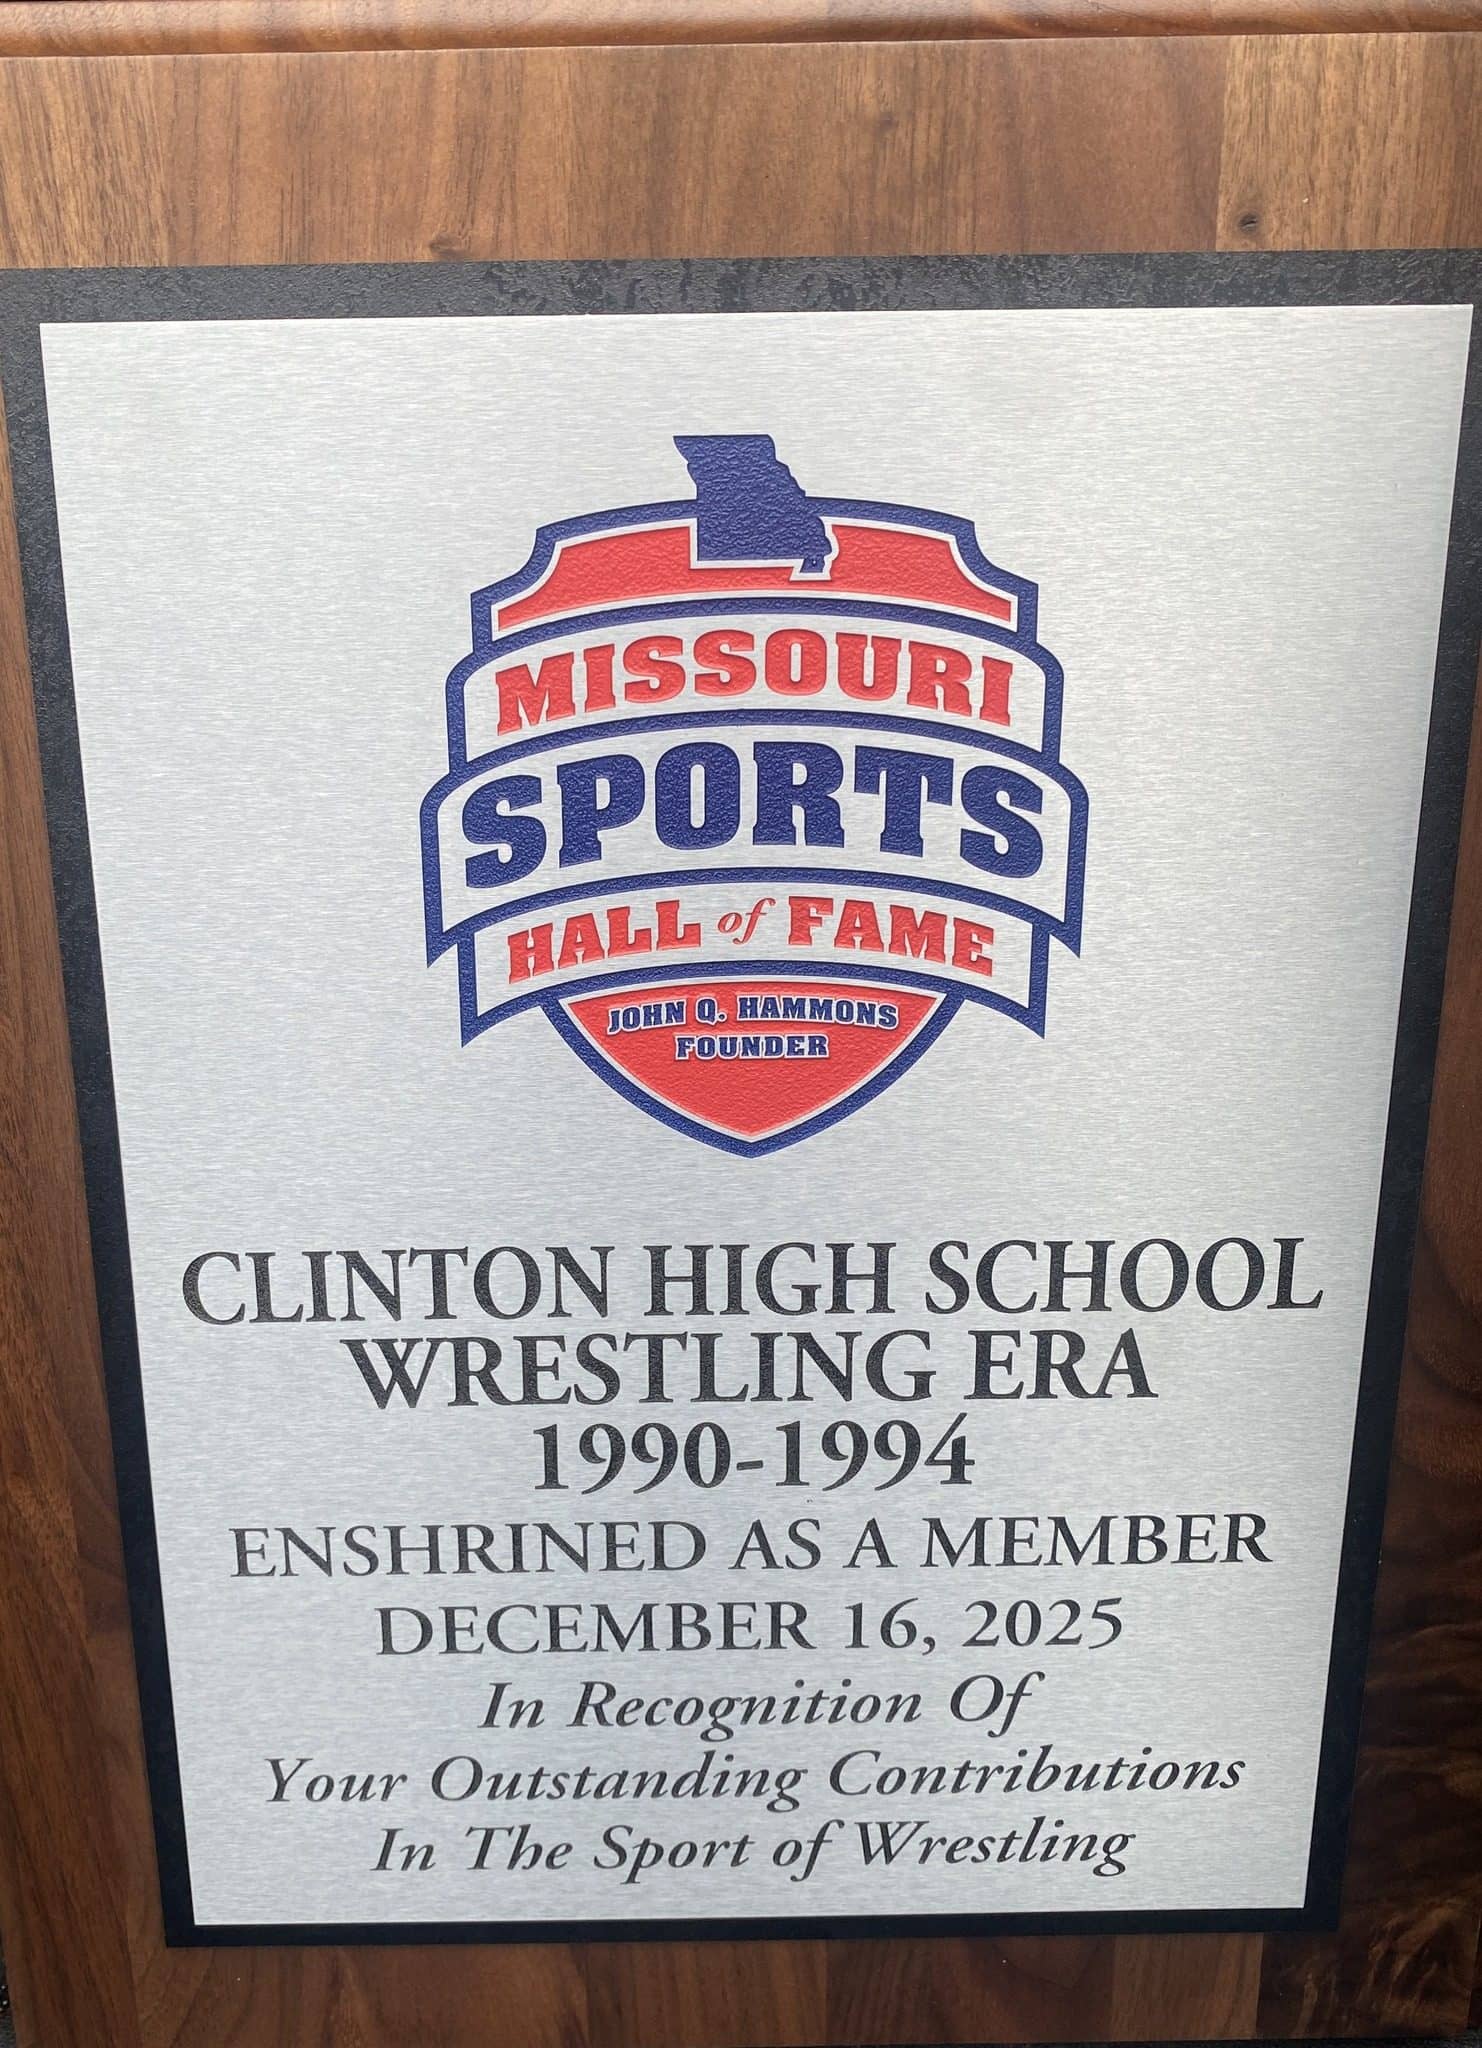 MISSOURI
SPORTS
HALL of FAME
JOHN Q. HAMMONS
FOUNDER
CLINTON HIGH SCHOOL
WRESTLING ERA
1990-1994
ENSHRINED AS A MEMBER
DECEMBER 16, 2025
In Recognition Of
Your Outstanding Contributions
In The Sport of Wrestling